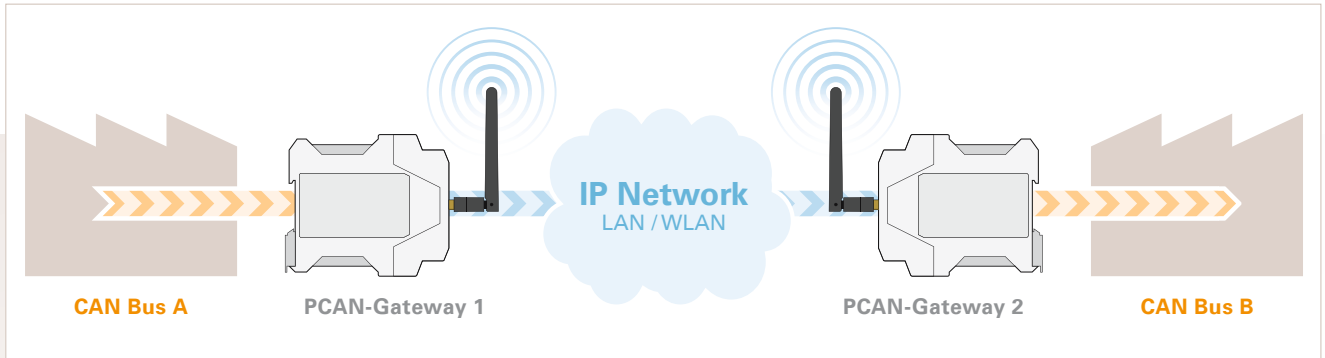 IP Network
LAN / WLAN
CAN Bus A
PCAN-Gateway 1
PCAN-Gateway 2
CAN Bus B